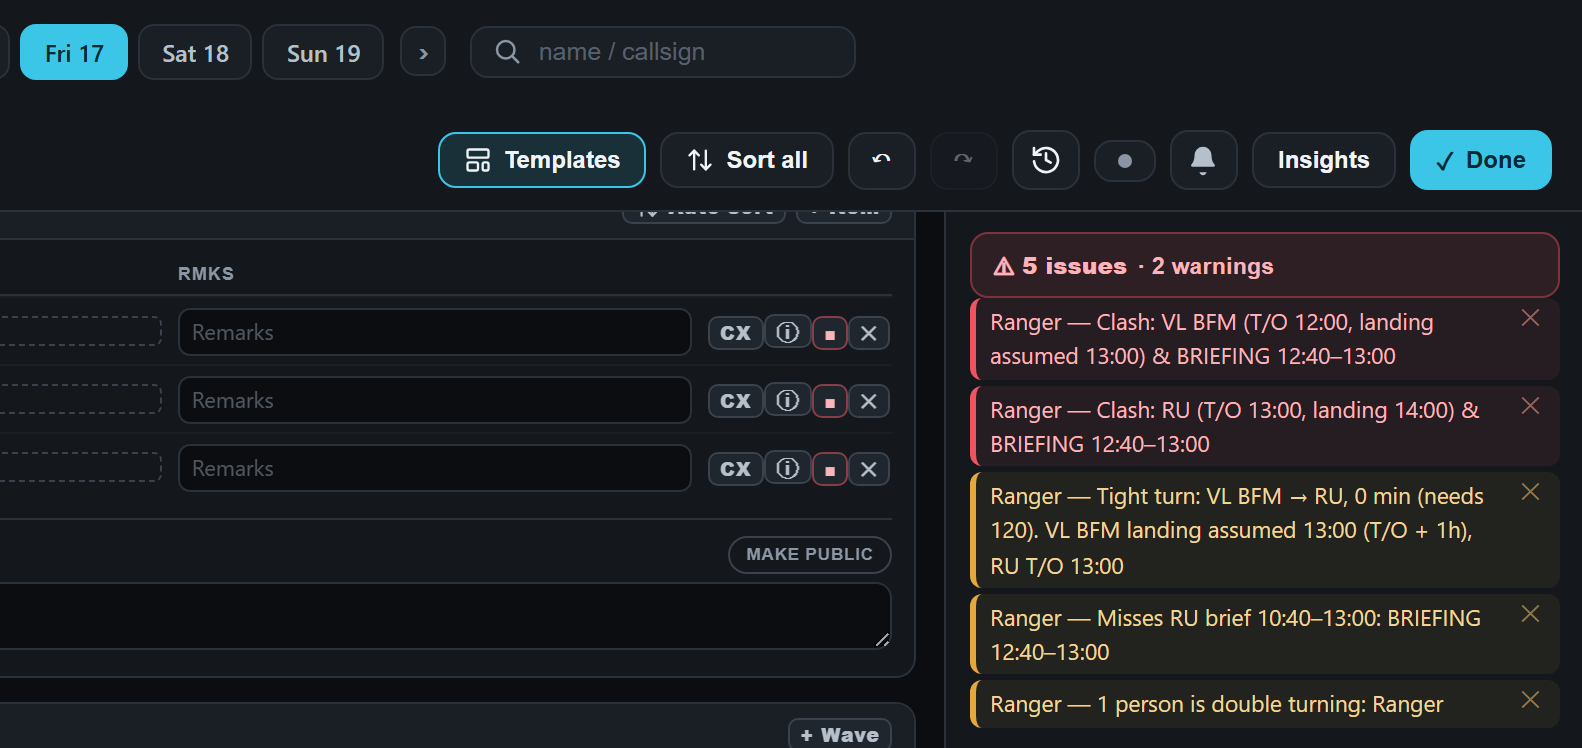 Fri 17
Sat 18
Sun 19
name / callsign
Templates
Sort all
Insights
✓ Done
RMKS
Remarks
CX
Remarks
CX
Remarks
CX
MAKE PUBLIC
+ Wave
⚠ 5 issues · 2 warnings
Ranger — Clash: VL BFM (T/O 12:00, landing
assumed 13:00) & BRIEFING 12:40–13:00
Ranger — Clash: RU (T/O 13:00, landing 14:00) &
BRIEFING 12:40–13:00
Ranger — Tight turn: VL BFM → RU, 0 min (needs
120). VL BFM landing assumed 13:00 (T/O + 1h),
RU T/O 13:00
Ranger — Misses RU brief 10:40–13:00: BRIEFING
12:40–13:00
Ranger — 1 person is double turning: Ranger